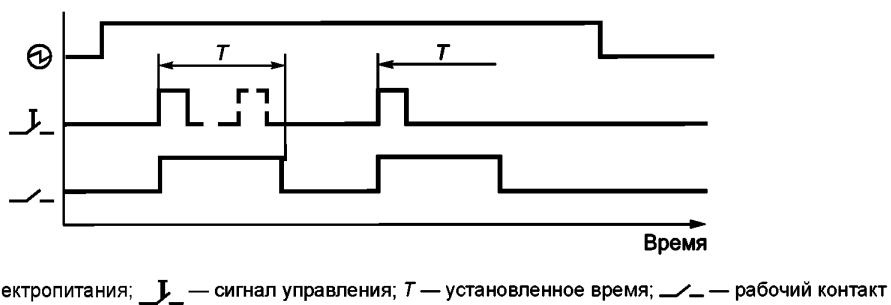 T T
Время
ектропитания; — сигнал управления; T — установленное время; — рабочий контакт